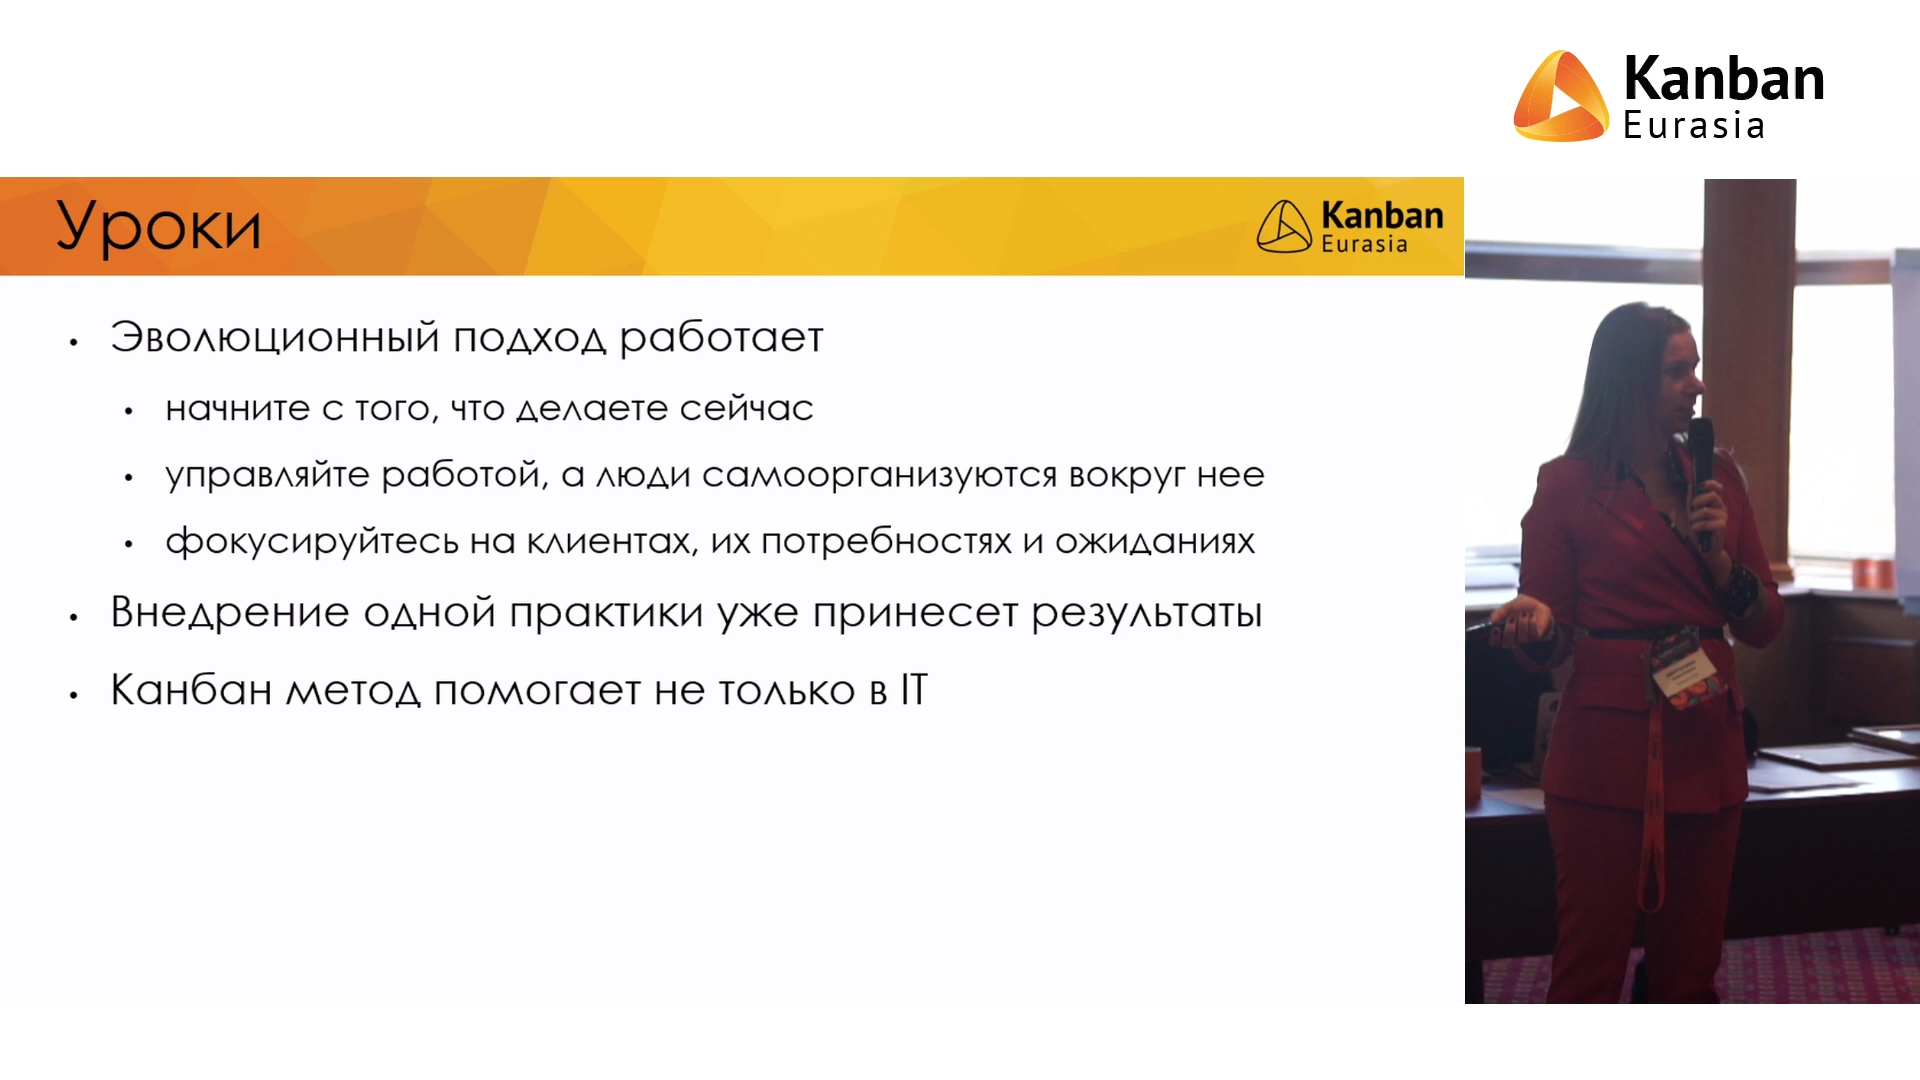 Kanban
Eurasia
Уроки
Kanban
Eurasia
Эволюционный подход работает
начните с того, что делаете сейчас
управляйте работой, а люди самоорганизуются вокруг нее
фокусируйтесь на клиентах, их потребностях и ожиданиях
Внедрение одной практики уже принесет результаты
Канбан метод помогает не только в IT